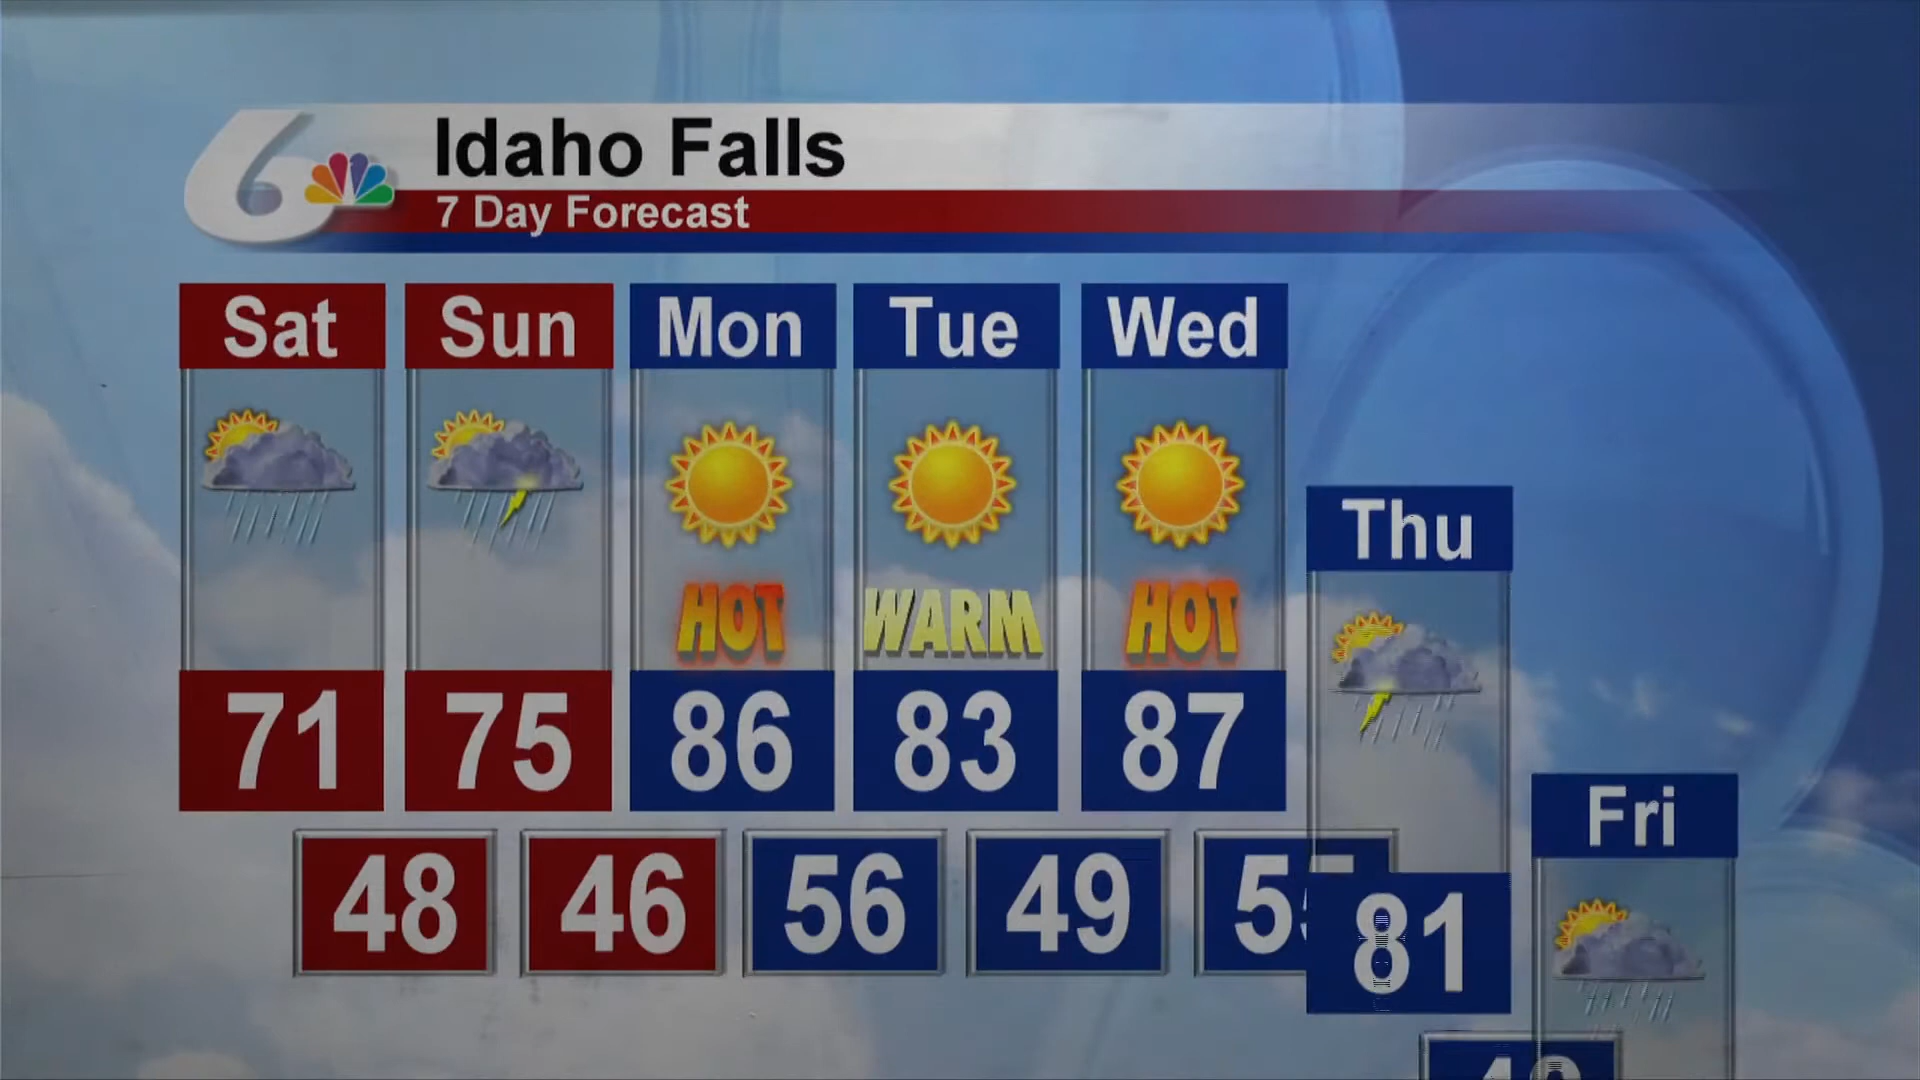 6
Idaho Falls
7 Day Forecast
Sat
Sun
Mon
Tue
Wed
Thu
Fri
HOT
WARM
HOT
71
75
86
83
87
81
48
46
56
49